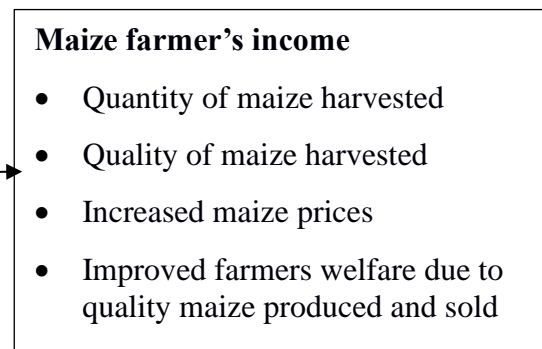 Maize farmer’s income
• Quantity of maize harvested
• Quality of maize harvested
• Increased maize prices
• Improved farmers welfare due to
quality maize produced and sold